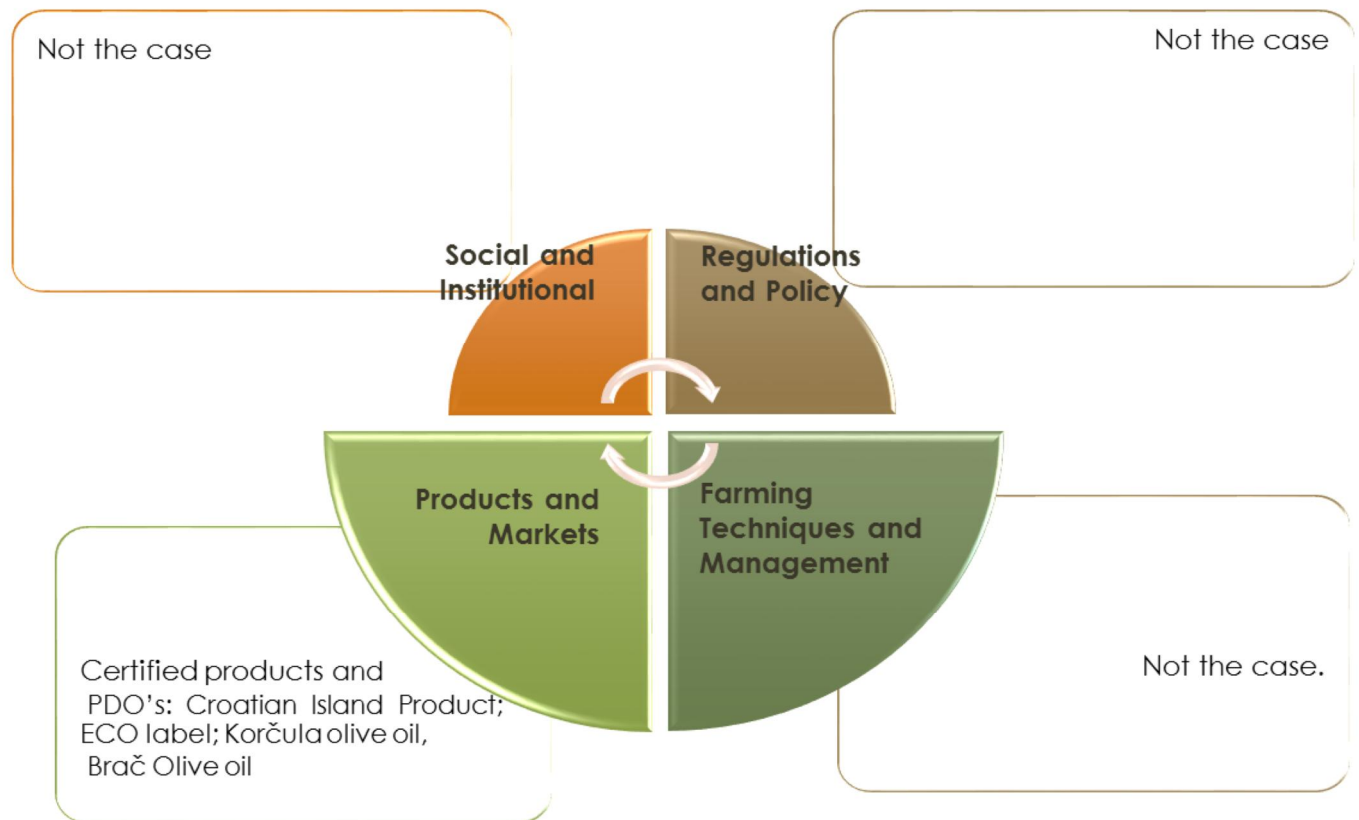 Not the case
Not the case
Social and
Institutional
Regulations
and Policy
Products and
Markets
Farming
Techniques and
Management
Certified products and
PDO's: Croatian Island Product;
ECO label; Korčula olive oil,
Brač Olive oil
Not the case.